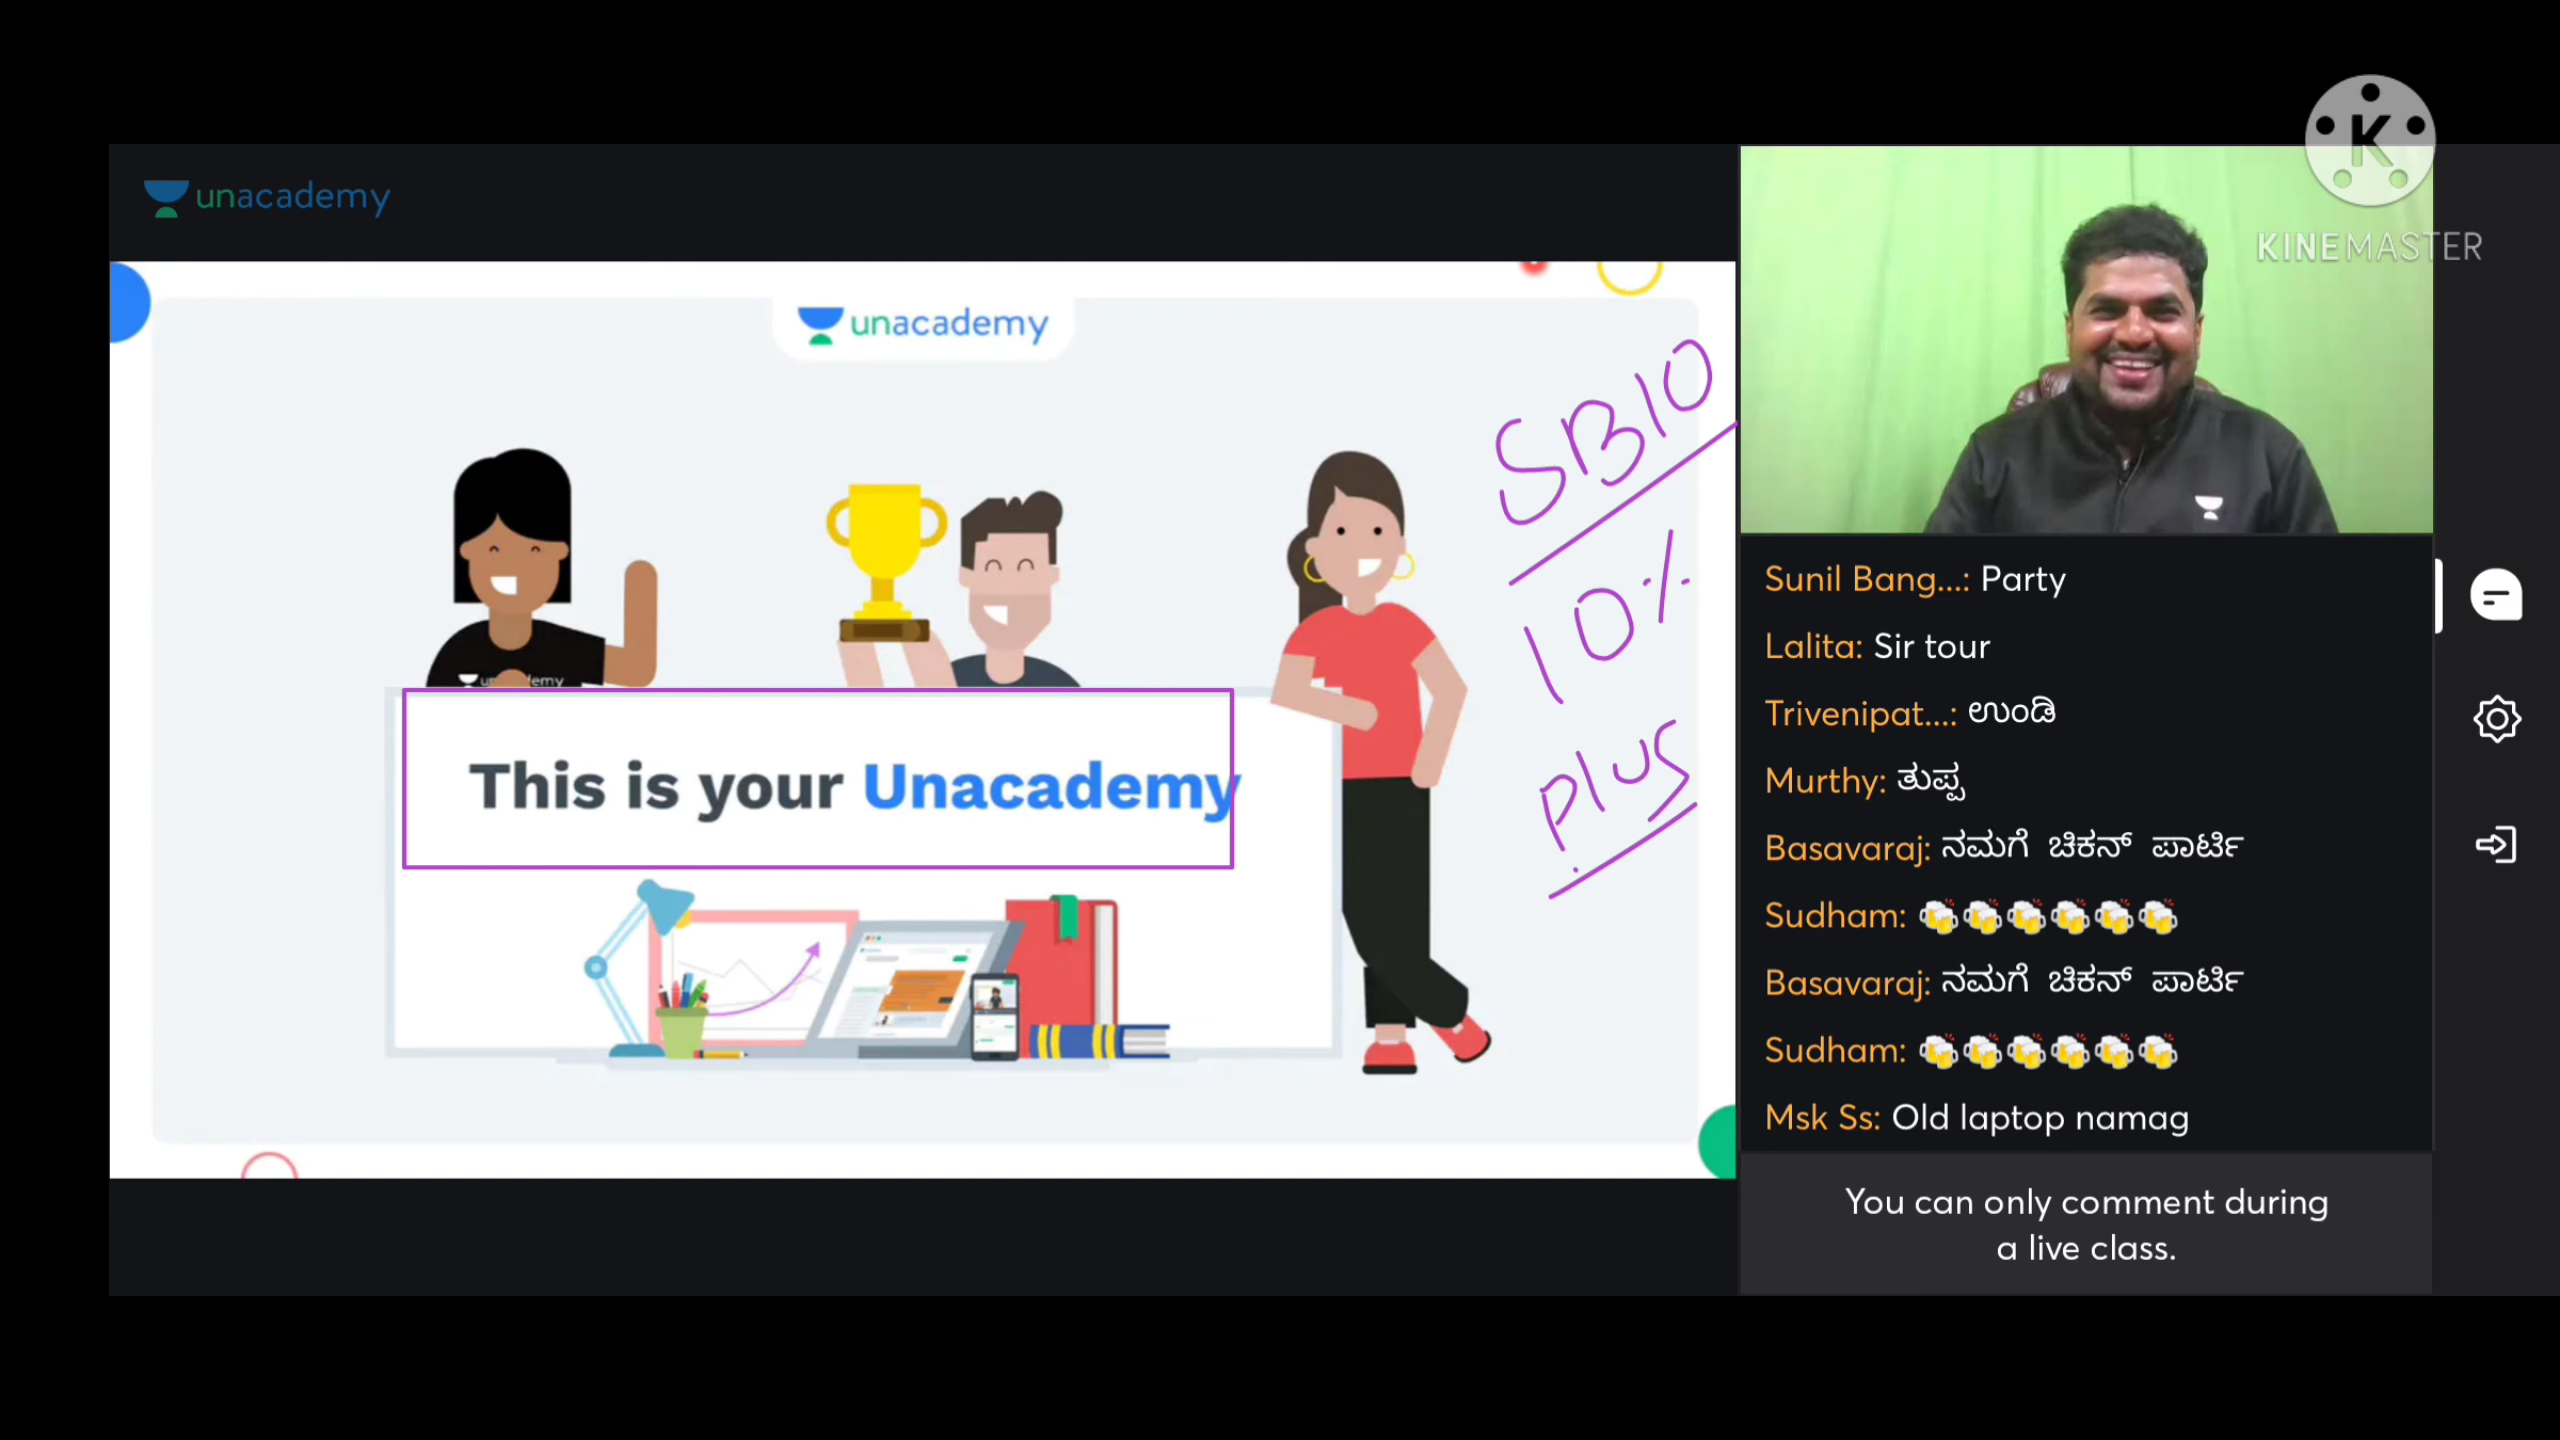 KINEMASTER
unacademy
unacademy
SB10
10%
Plus
This is your Unacademy
Sunil Bang...: Party
Lalita: Sir tour
Trivenipat...: ಉಂಡಿ
Murthy: ತುಪ್ಪ
Basavaraj: ನಮಗೆ ಚಿಕನ್ ಪಾರ್ಟಿ
Sudham: 🍻🍻🍻🍻🍻🍻
Basavaraj: ನಮಗೆ ಚಿಕನ್ ಪಾರ್ಟಿ
Sudham: 🍻🍻🍻🍻🍻🍻
Msk Ss: Old laptop namag
You can only comment during
a live class.